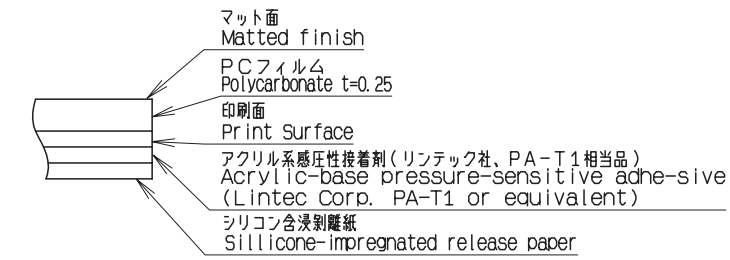 マット面
Matted finish
PCフィルム
Polycarbonate t=0.25
印刷面
Print Surface
アクリル系感圧性接着剤(リンテック社、PA-T1相当品)
Acrylic-base pressure-sensitive adhe-sive
(Lintec Corp. PA-T1 or equivalent)
シリコン含浸剝離紙
Sillicone-impregnated release paper